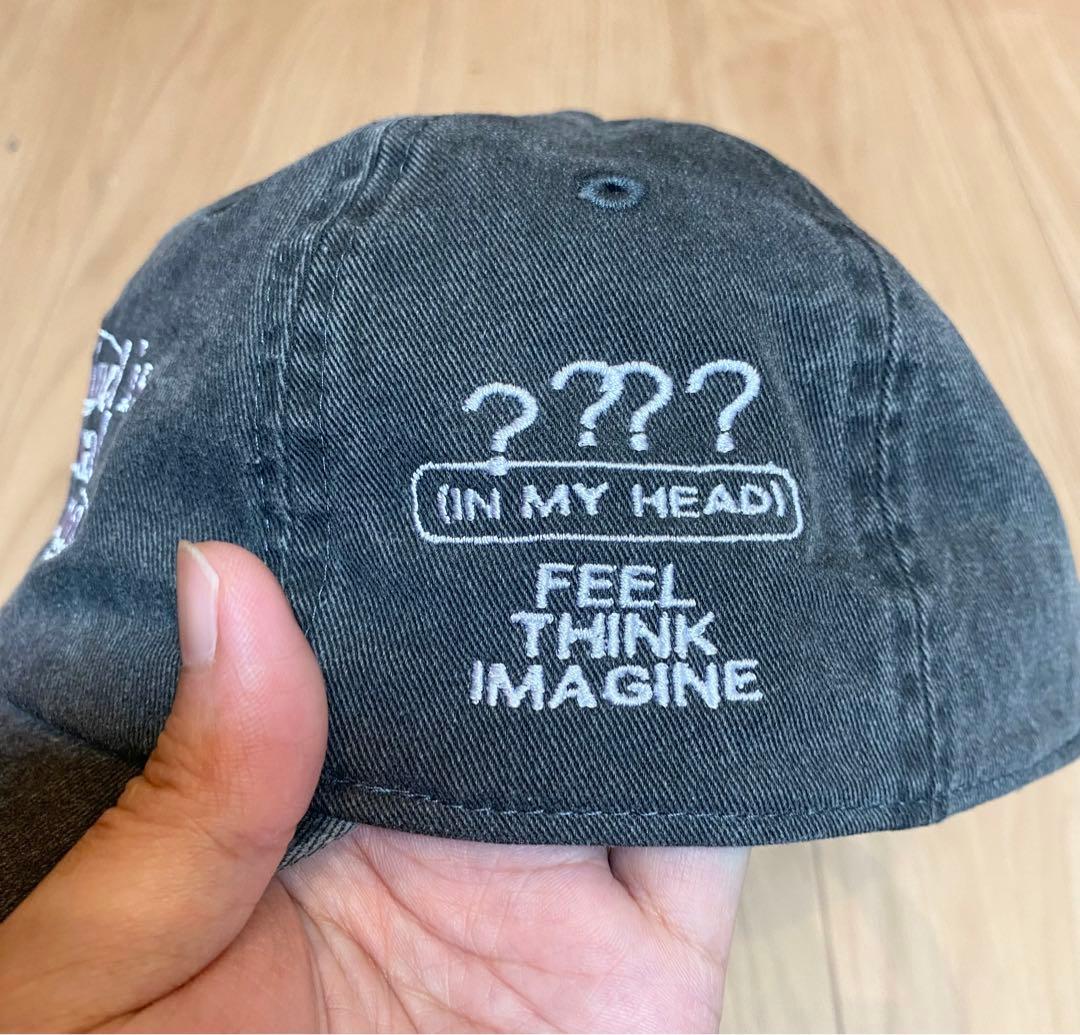 ????
(IN MY HEAD)
FEEL
THINK
IMAGINE